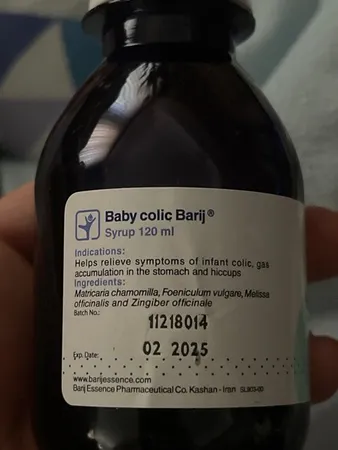 Baby colic Barij®
Syrup 120 ml
Indications:
Helps relieve symptoms of infant colic, gas
accumulation in the stomach and hiccups
Ingredients:
Matricaria chamomilla, Foeniculum vulgare, Melissa
officinalis and Zingiber officinale
Batch No.:
11218014
Exp. Date:
02 2025
www.barijessence.com
Barij Essence Pharmaceutical Co. Kashan - Iran